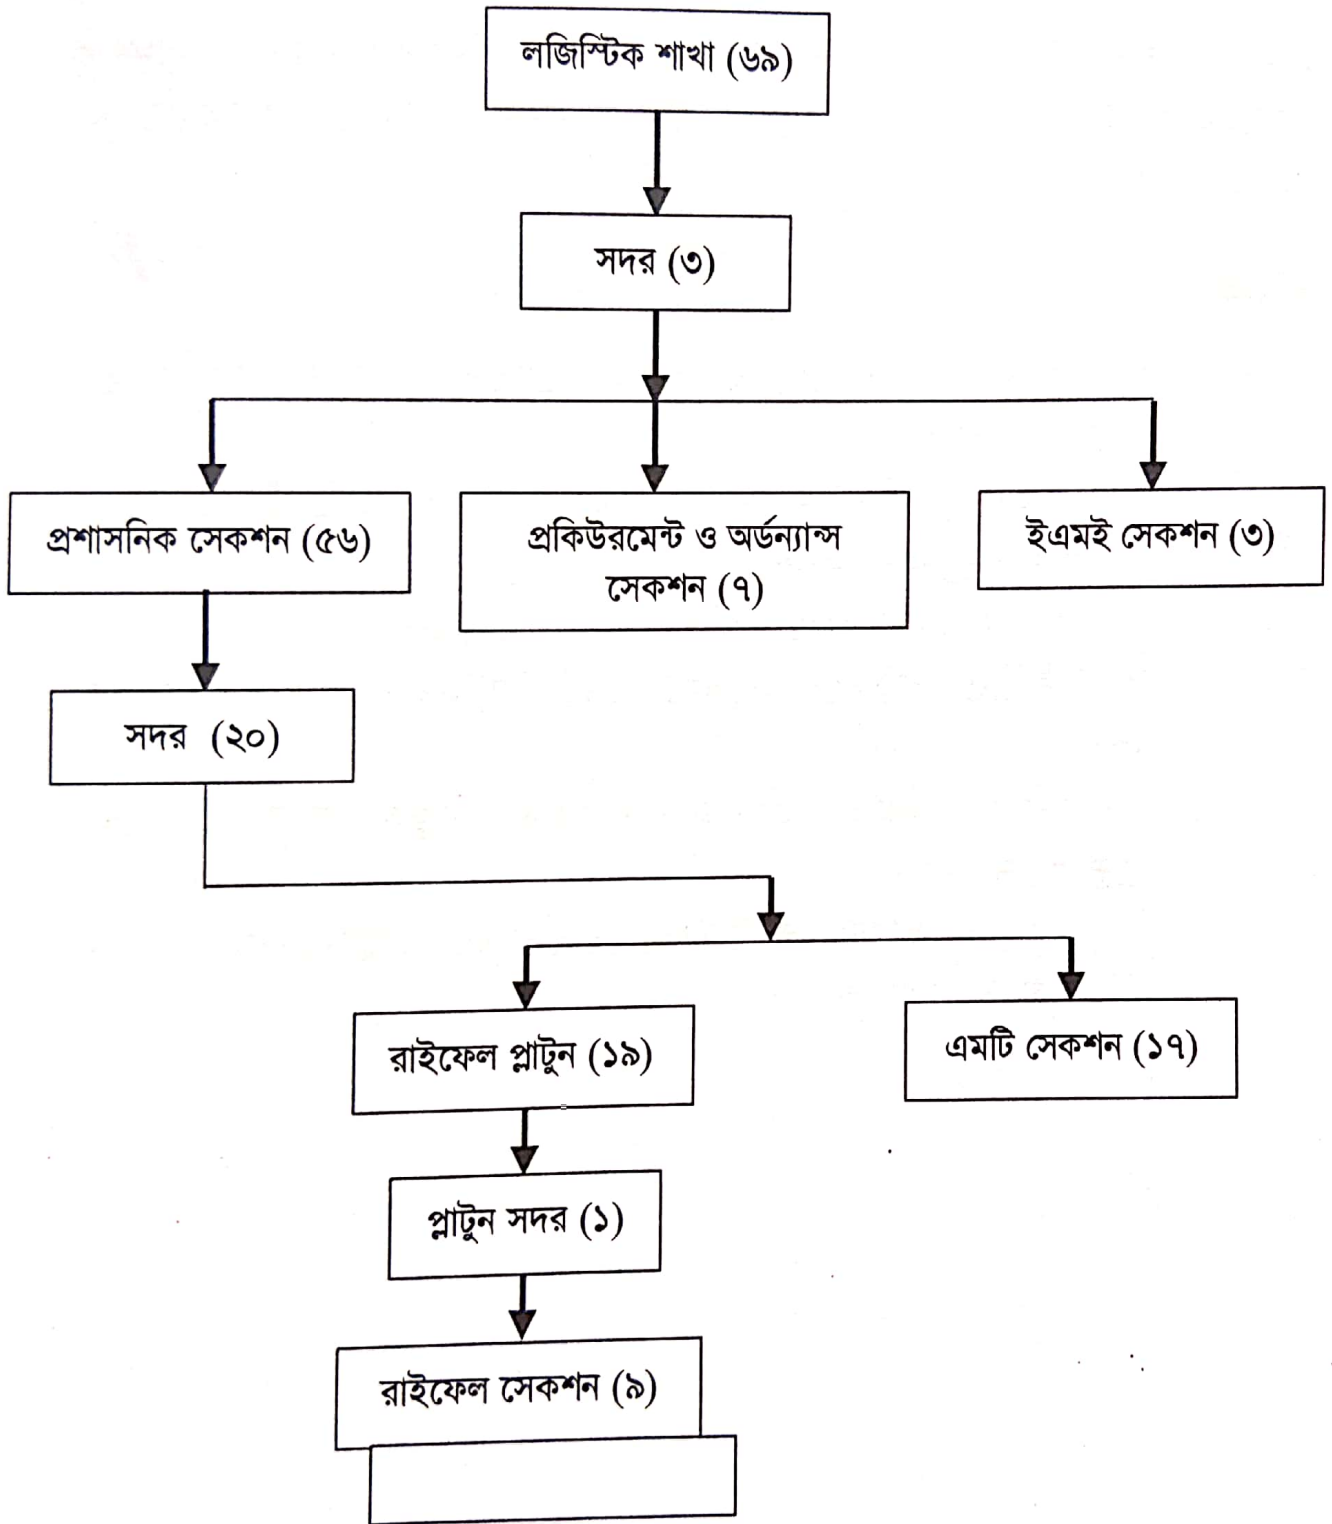 লজিস্টিক শাখা (৬৯)
সদর (৩)
প্রশাসনিক সেকশন (৫৬)
প্রকিউরমেন্ট ও অর্ডন্যান্স
সেকশন (৭)
ইএমই সেকশন (৩)
সদর (২০)
রাইফেল প্লাটুন (১৯)
এমটি সেকশন (১৭)
প্লাটুন সদর (১)
রাইফেল সেকশন (৯)